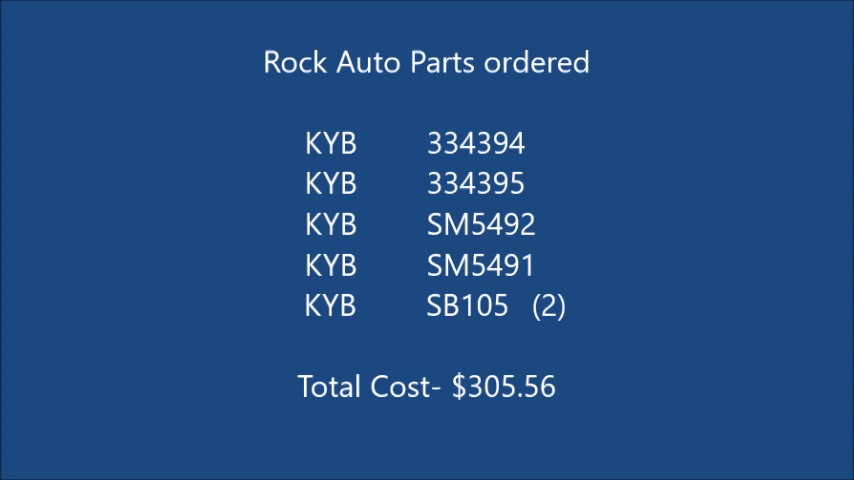 Rock Auto Parts ordered
KYB 334394
KYB 334395
KYB SM5492
KYB SM5491
KYB SB105 (2)
Total Cost- $305.56